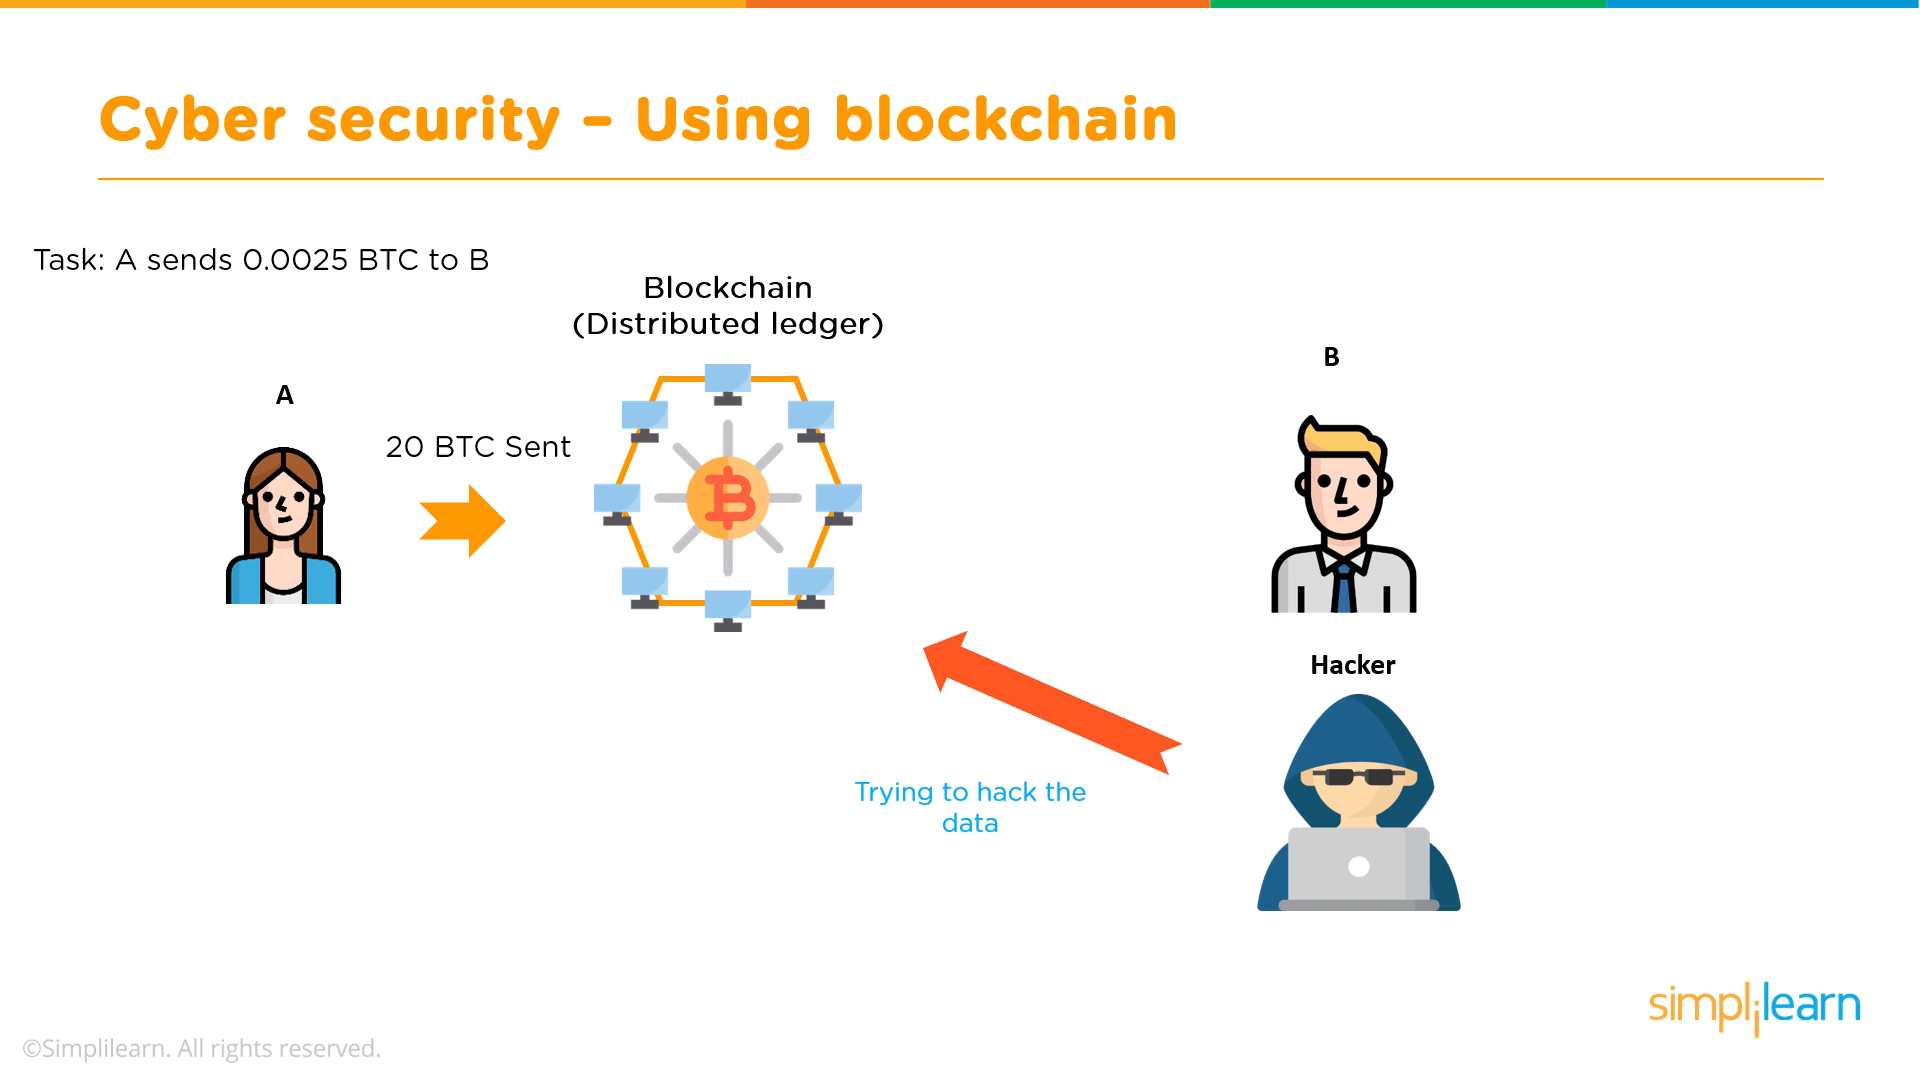 Cyber security – Using blockchain
Task: A sends 0.0025 BTC to B
Blockchain
(Distributed ledger)
A
20 BTC Sent
B
Hacker
Trying to hack the
data
simplilearn
©Simplilearn. All rights reserved.